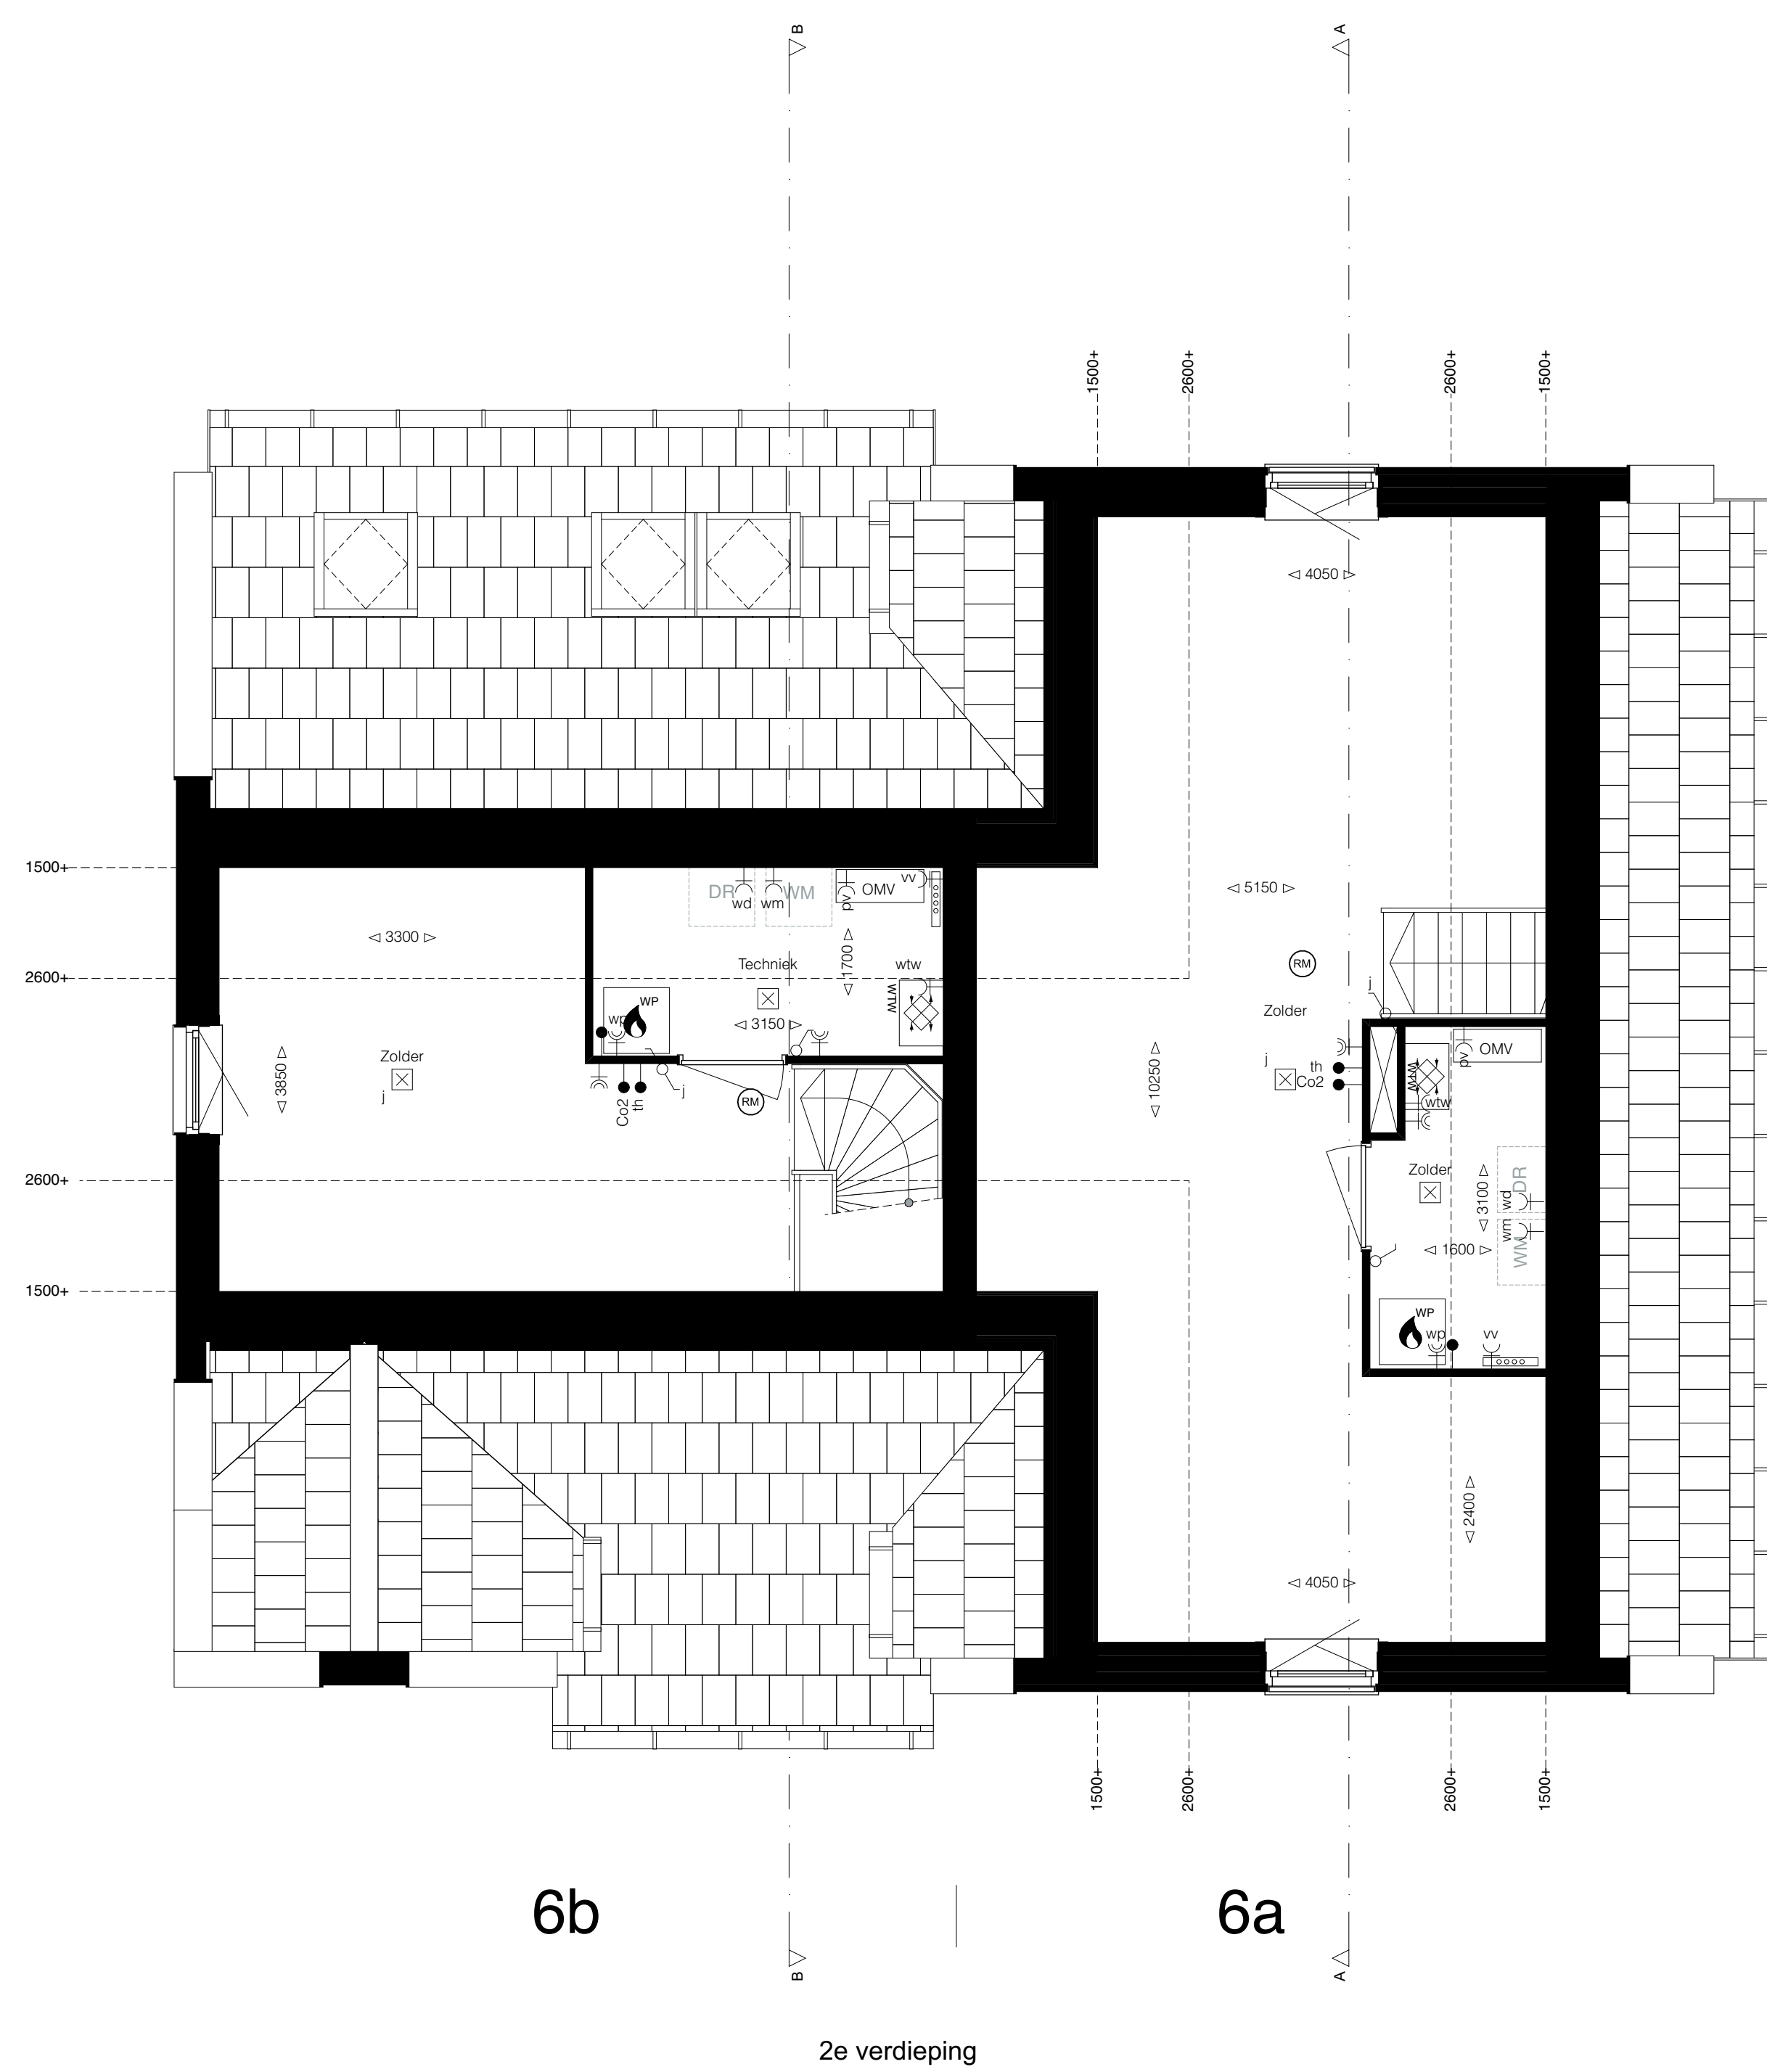 B
A
1500+
2600+
2600+
1500+
4050
1500+
DR
WM
OMV
vv
wd
wm
pv
5150
3300
1700
Techniek
wtw
2600+
RM
WTW
j
WP
wp
3150
Zolder
Zolder
3850
j
OMV
pv
j
th
Co2
WTW
10250
Co2
th
j
RM
wtw
Zolder
3100
DR
wd
2600+
wm
1600
WM
1500+
WP
wp
vv
2400
4050
1500+
2600+
2600+
1500+
6b
6a
B
A
2e verdieping